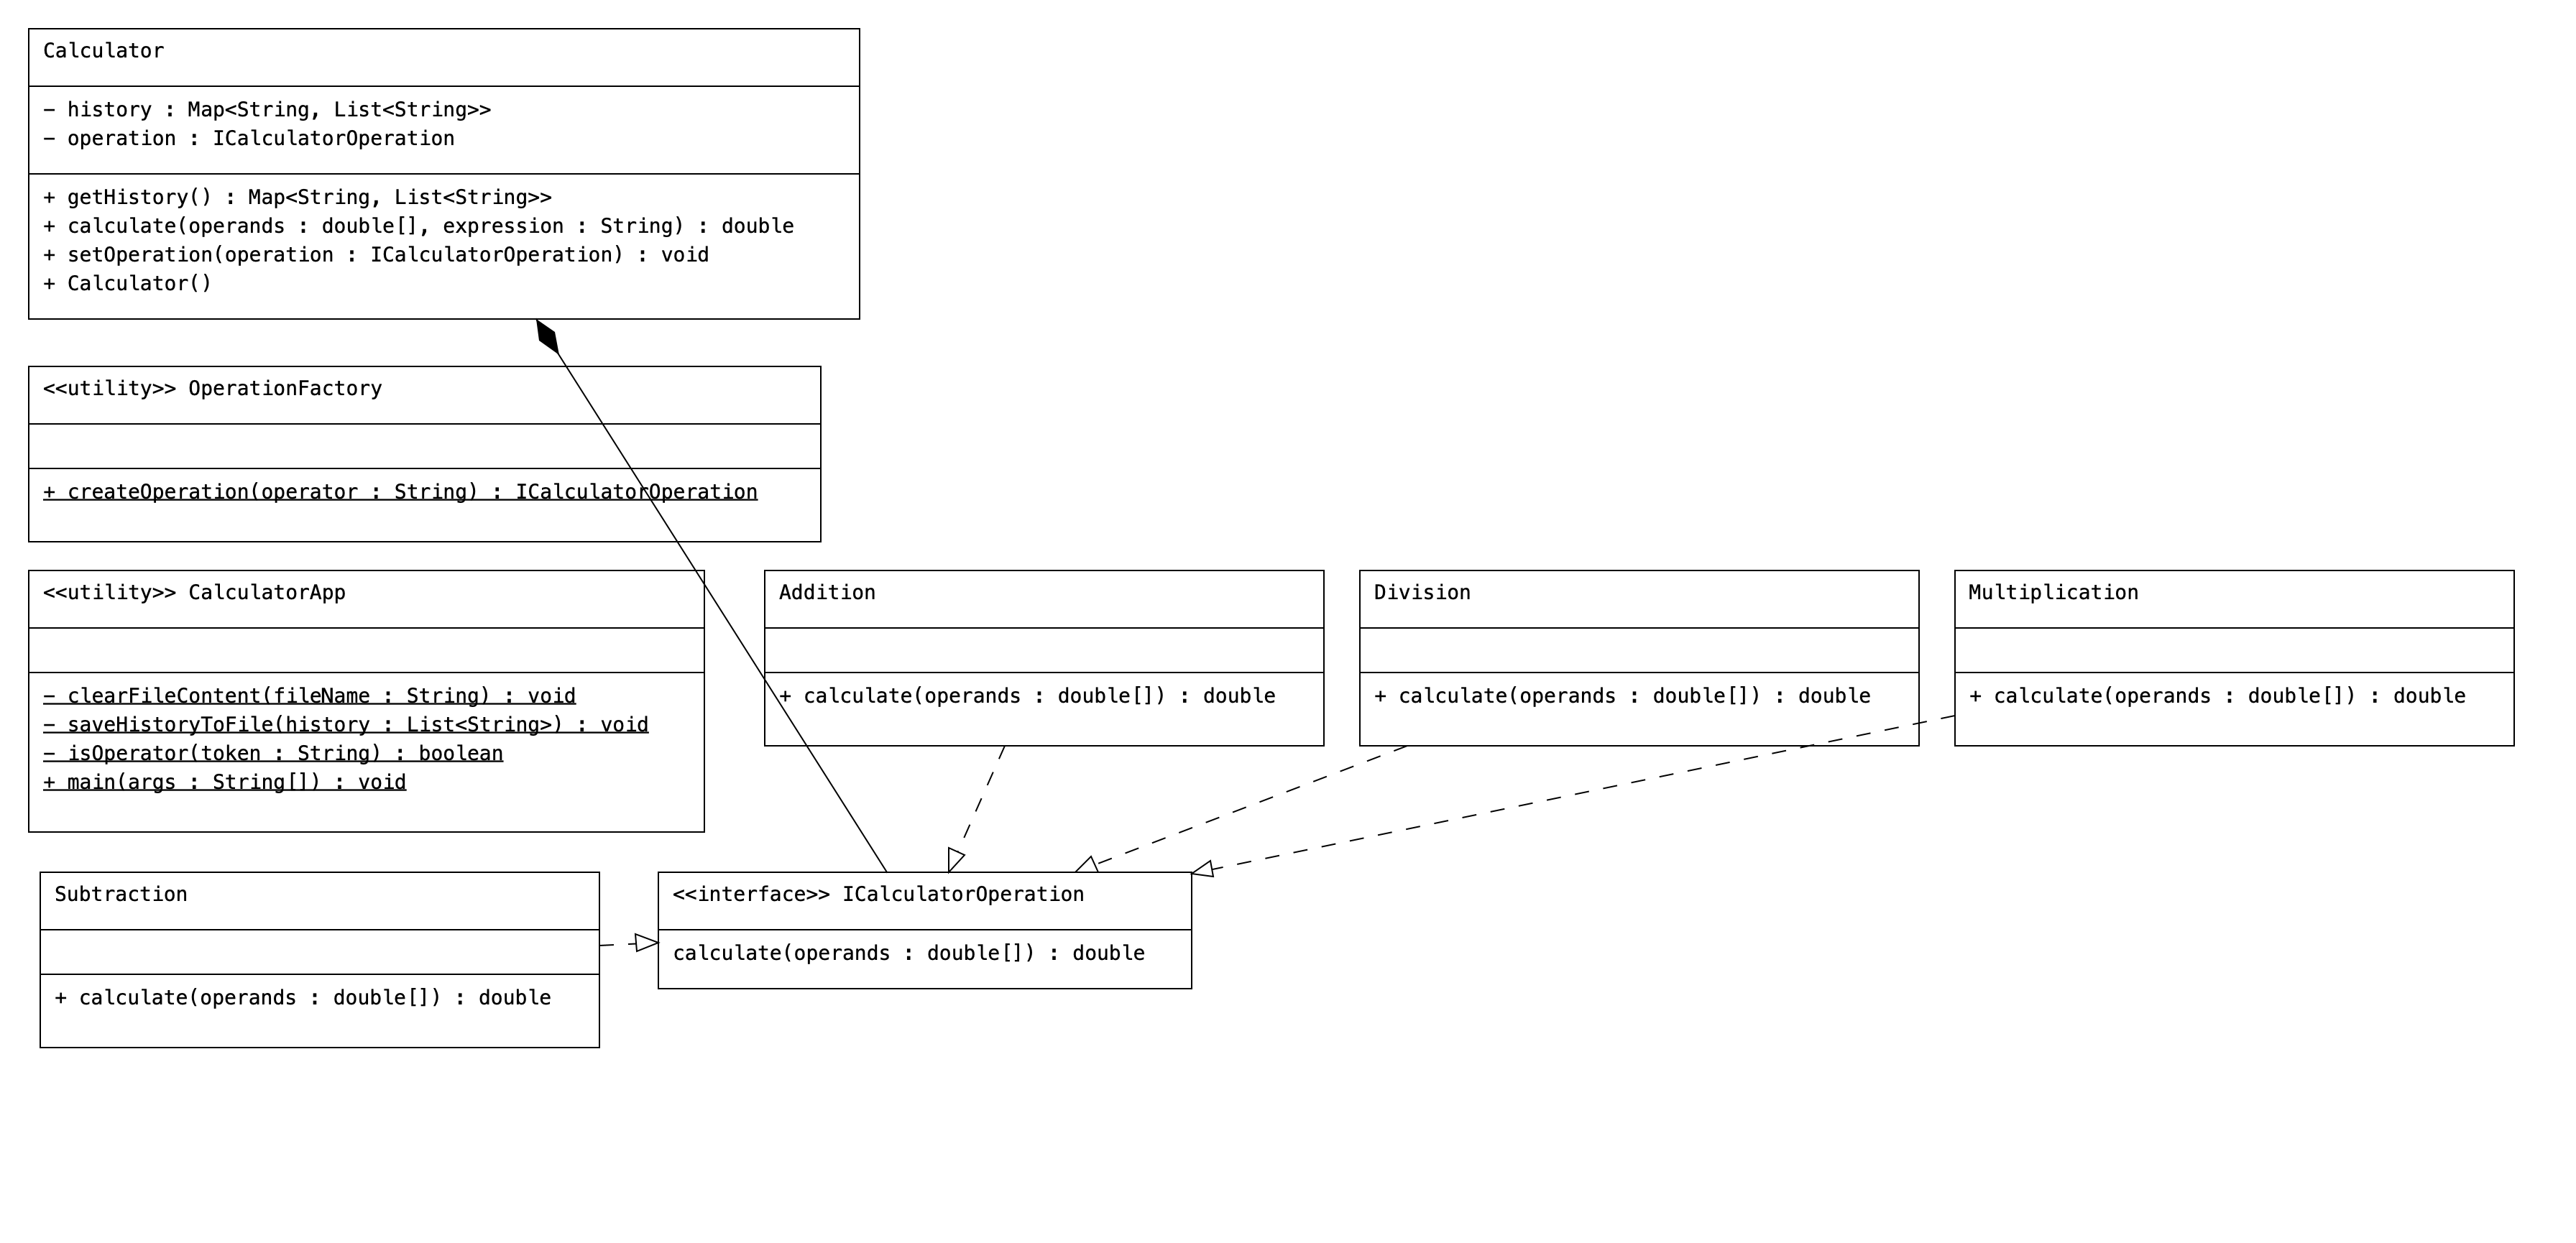 Calculator
– history : Map<String, List<String>>
– operation : ICalculatorOperation
+ getHistory() : Map<String, List<String>>
+ calculate(operands : double[], expression : String) : double
+ setOperation(operation : ICalculatorOperation) : void
+ Calculator()
<<utility>> OperationFactory
+ createOperation(operator : String) : ICalculatorOperation
<<utility>> CalculatorApp
– clearFileContent(fileName : String) : void
– saveHistoryToFile(history : List<String>) : void
– isOperator(token : String) : boolean
+ main(args : String[]) : void
Addition
+ calculate(operands : double[]) : double
Division
+ calculate(operands : double[]) : double
Multiplication
+ calculate(operands : double[]) : double
Subtraction
+ calculate(operands : double[]) : double
<<interface>> ICalculatorOperation
calculate(operands : double[]) : double